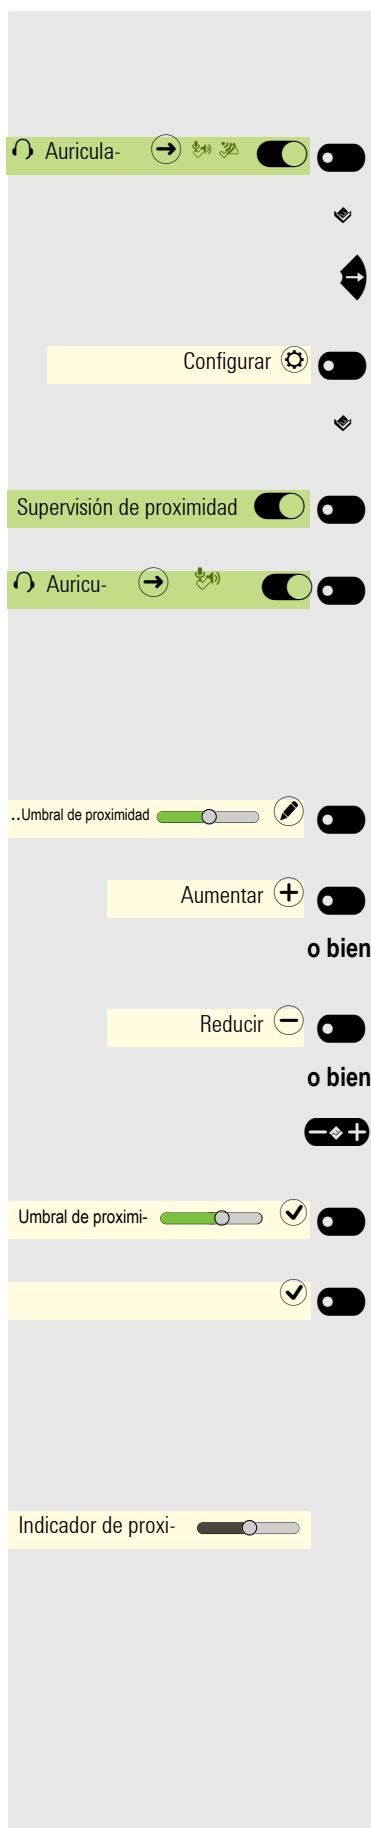 Auricula-
Configurar
Supervisión de proximidad
Auricu-
..Umbral de proximidad
Aumentar
o bien
Reducir
o bien
Umbral de proximi-
Indicador de proxi-